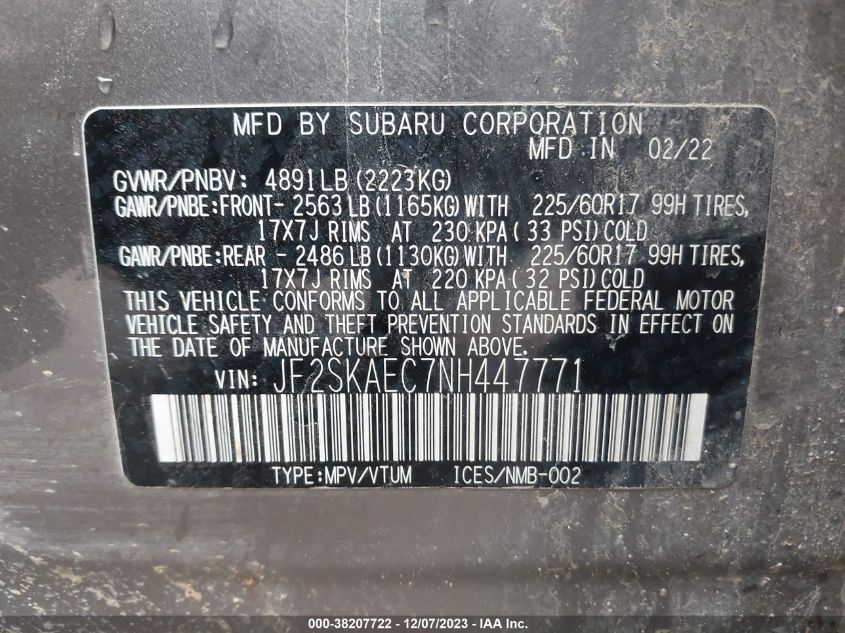 MFD BY SUBARU CORPORATION
MFD IN 02/22
GVWR/PNBV: 4891LB (2223KG)
GAWR/PNBE:FRONT- 2563LB(1165KG)WITH 225/60R17 99H TIRES,
17X7J RIMS AT 230 KPA( 33 PSI)COLD
GAWR/PNBE:REAR - 2486LB(1130KG)WITH 225/60R17 99H TIRES,
17X7J RIMS AT 220 KPA( 32 PSI)COLD
THIS VEHICLE CONFORMS TO ALL APPLICABLE FEDERAL MOTOR
VEHICLE SAFETY AND THEFT PREVENTION STANDARDS IN EFFECT ON
THE DATE OF MANUFACTURE SHOWN ABOVE.
VIN: JF2SKAEC7NH447771
TYPE:MPV/VTUM ICES/NMB-002
000-38207722 - 12/07/2023 - IAA Inc.